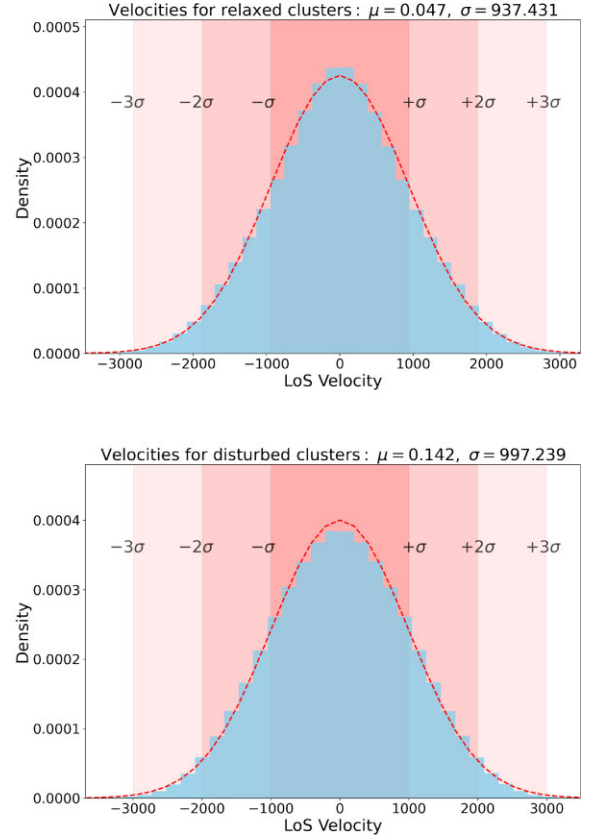 Velocities for relaxed clusters : μ = 0.047, σ = 937.431
0.0005
0.0004
0.0003
0.0002
0.0001
0.0000
Density
−3σ −2σ −σ +σ +2σ +3σ
−3000 −2000 −1000 0 1000 2000 3000
LoS Velocity
Velocities for disturbed clusters : μ = 0.142, σ = 997.239
0.0004
0.0003
0.0002
0.0001
0.0000
Density
−3σ −2σ −σ +σ +2σ +3σ
−3000 −2000 −1000 0 1000 2000 3000
LoS Velocity